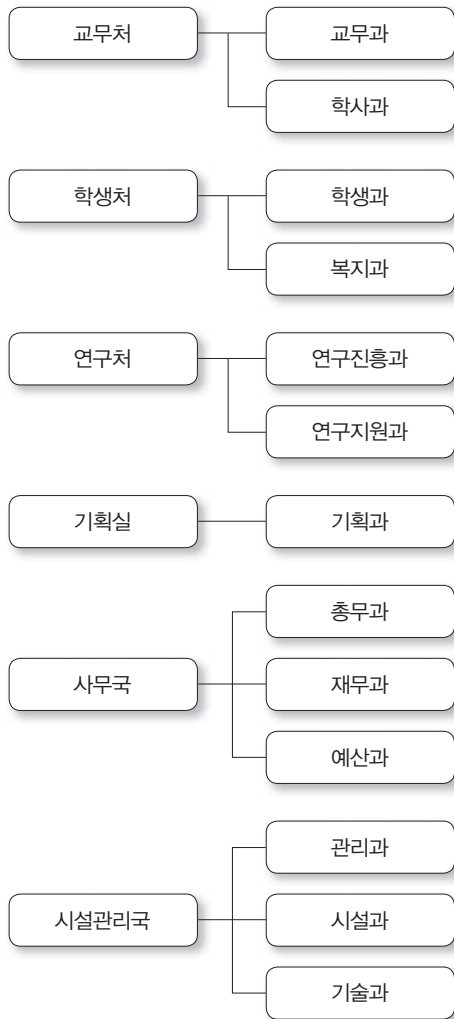 교무처
교무과
학사과
학생처
학생과
복지과
연구처
연구진흥과
연구지원과
기획실
기획과
사무국
총무과
재무과
예산과
시설관리국
관리과
시설과
기술과